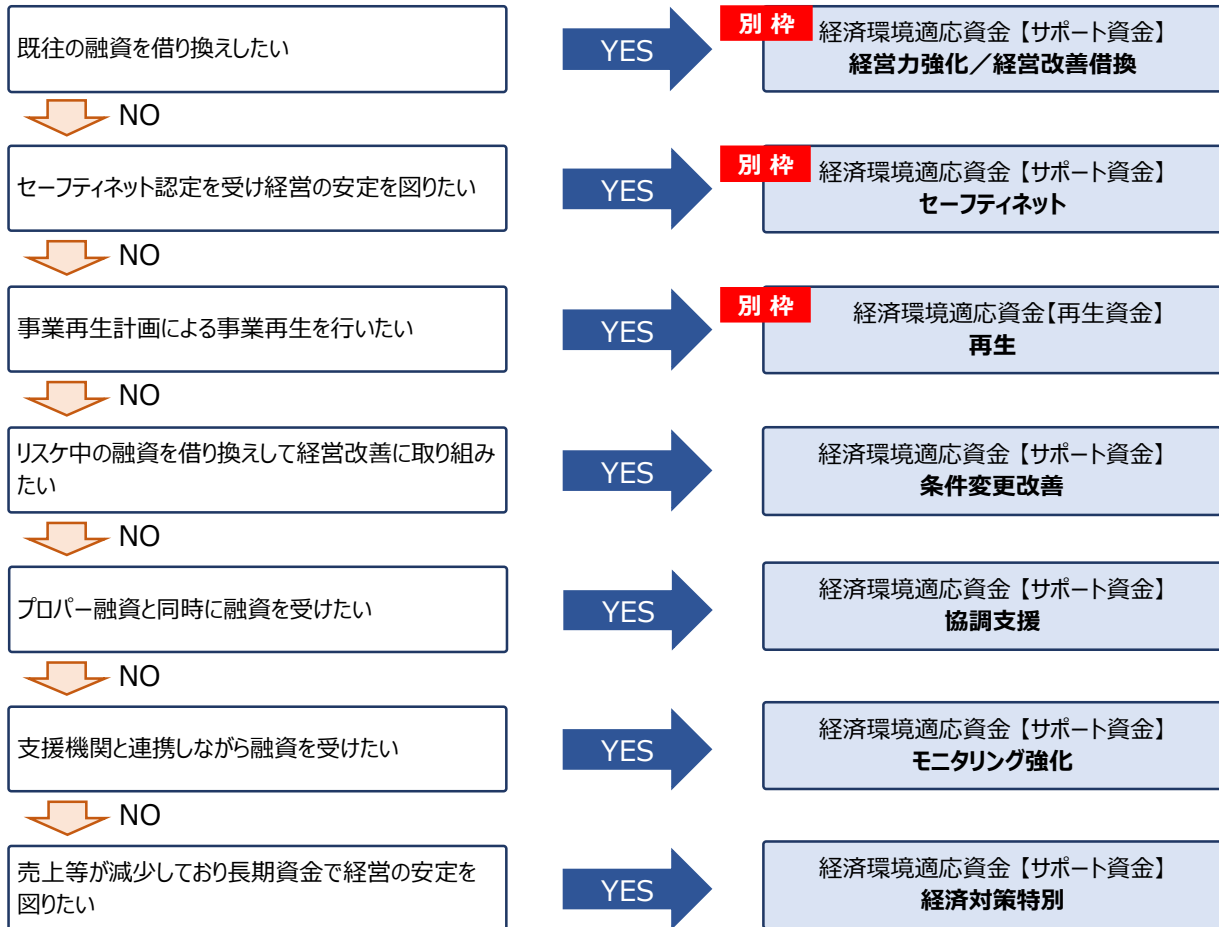 既往の融資を借り換えしたい
YES
別 枠
経済環境適応資金【サポート資金】
経営力強化／経営改善借換
NO
セーフティネット認定を受け経営の安定を図りたい
YES
別 枠
経済環境適応資金【サポート資金】
セーフティネット
NO
事業再生計画による事業再生を行いたい
YES
別 枠
経済環境適応資金【再生資金】
再生
NO
リスケ中の融資を借り換えして経営改善に取り組み
たい
YES
経済環境適応資金【サポート資金】
条件変更改善
NO
プロパー融資と同時に融資を受けたい
YES
経済環境適応資金【サポート資金】
協調支援
NO
支援機関と連携しながら融資を受けたい
YES
経済環境適応資金【サポート資金】
モニタリング強化
NO
売上等が減少しており長期資金で経営の安定を
図りたい
YES
経済環境適応資金【サポート資金】
経済対策特別